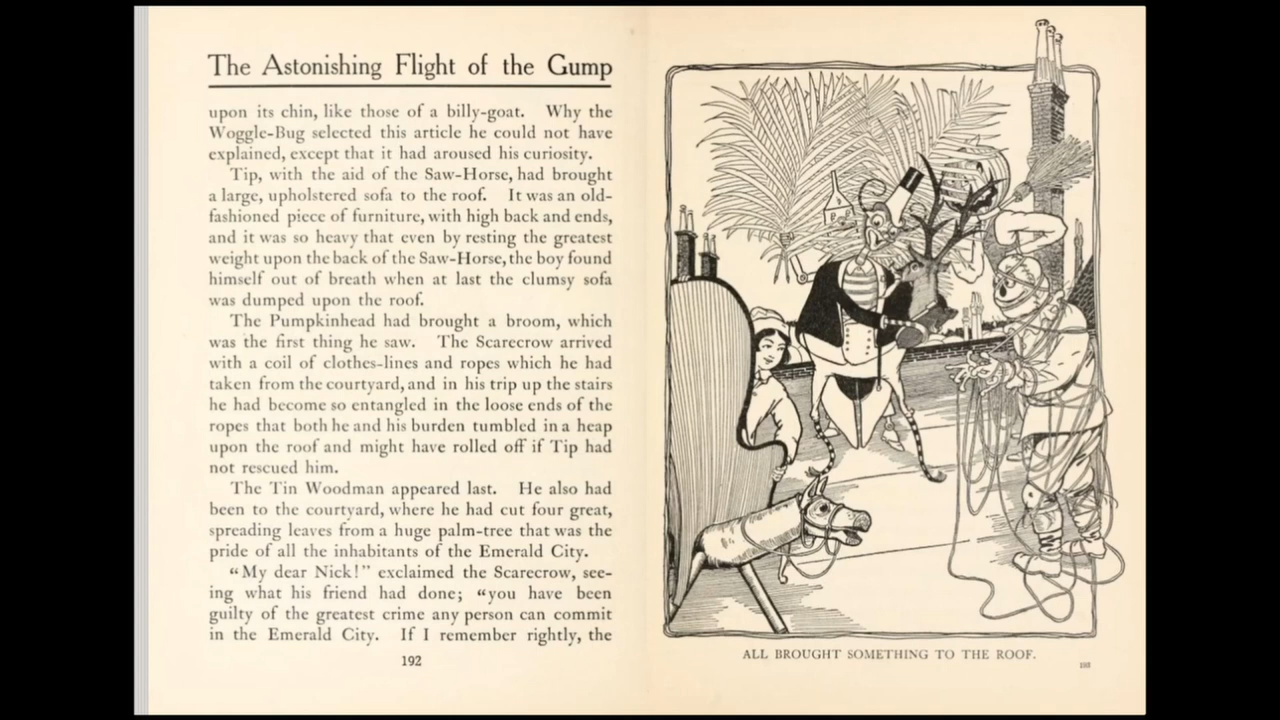 The Astonishing Flight of the Gump
upon its chin, like those of a billy-goat. Why the
Woggle-Bug selected this article he could not have
explained, except that it had aroused his curiosity.
Tip, with the aid of the Saw-Horse, had brought
a large, upholstered sofa to the roof. It was an old-
fashioned piece of furniture, with high back and ends,
and it was so heavy that even by resting the greatest
weight upon the back of the Saw-Horse, the boy found
himself out of breath when at last the clumsy sofa
was dumped upon the roof.
The Pumpkinhead had brought a broom, which
was the first thing he saw. The Scarecrow arrived
with a coil of clothes-lines and ropes which he had
taken from the courtyard, and in his trip up the stairs
he had become so entangled in the loose ends of the
ropes that both he and his burden tumbled in a heap
upon the roof and might have rolled off if Tip had
not rescued him.
The Tin Woodman appeared last. He also had
been to the courtyard, where he had cut four great,
spreading leaves from a huge palm-tree that was the
pride of all the inhabitants of the Emerald City.
“My dear Nick!” exclaimed the Scarecrow, see-
ing what his friend had done; “you have been
guilty of the greatest crime any person can commit
in the Emerald City. If I remember rightly, the
192
ALL BROUGHT SOMETHING TO THE ROOF.